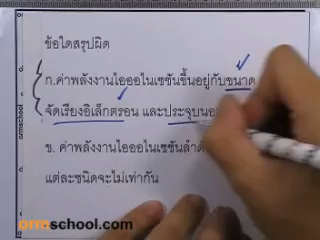 ข้อใดสรุปผิด
ก.ค่าพลังงานไอออไนเซชันขึ้นอยู่กับขนาด
จัดเรียงอิเล็กตรอน และประจุบน
ข. ค่าพลังงานไอออไนเซชันลำดับ
แต่ละชนิดจะไม่เท่ากัน
ormschool.com